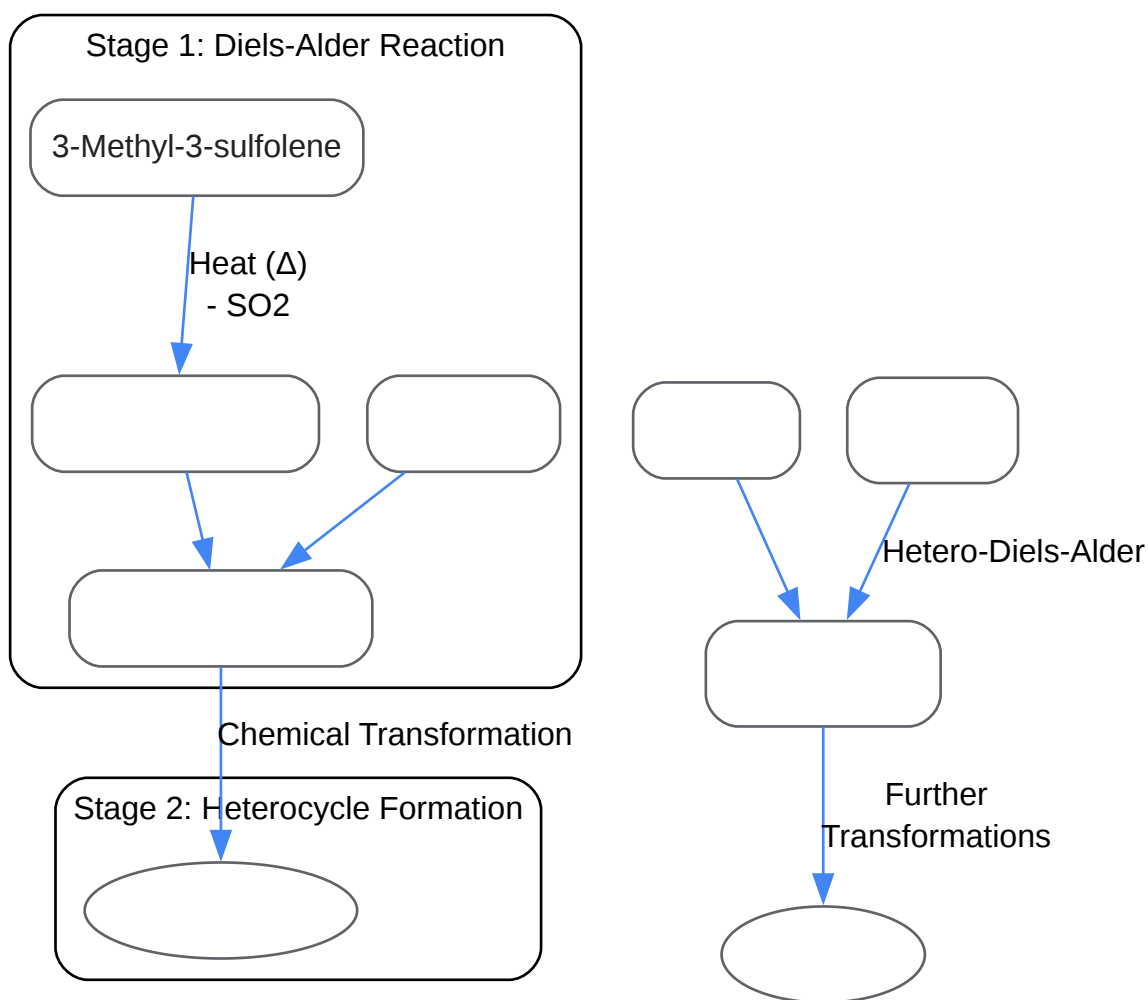 Stage 1: Diels-Alder Reaction
3-Methyl-3-sulfolene
Heat (Δ)
- SO2
Hetero-Diels-Alder
Chemical Transformation
Stage 2: Heterocycle Formation
Further
Transformations